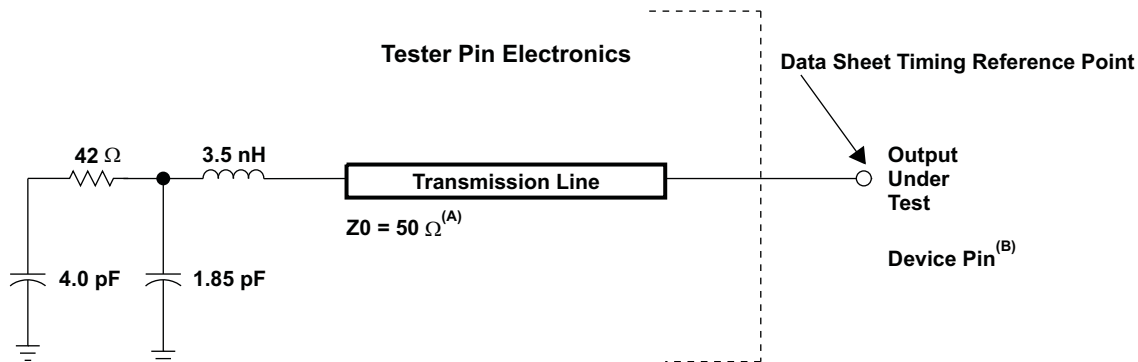 Tester Pin Electronics
Data Sheet Timing Reference Point
42 Ω
3.5 nH
Transmission Line
Output
Under
Test
Z0 = 50 Ω(A)
Device Pin(B)
4.0 pF
1.85 pF